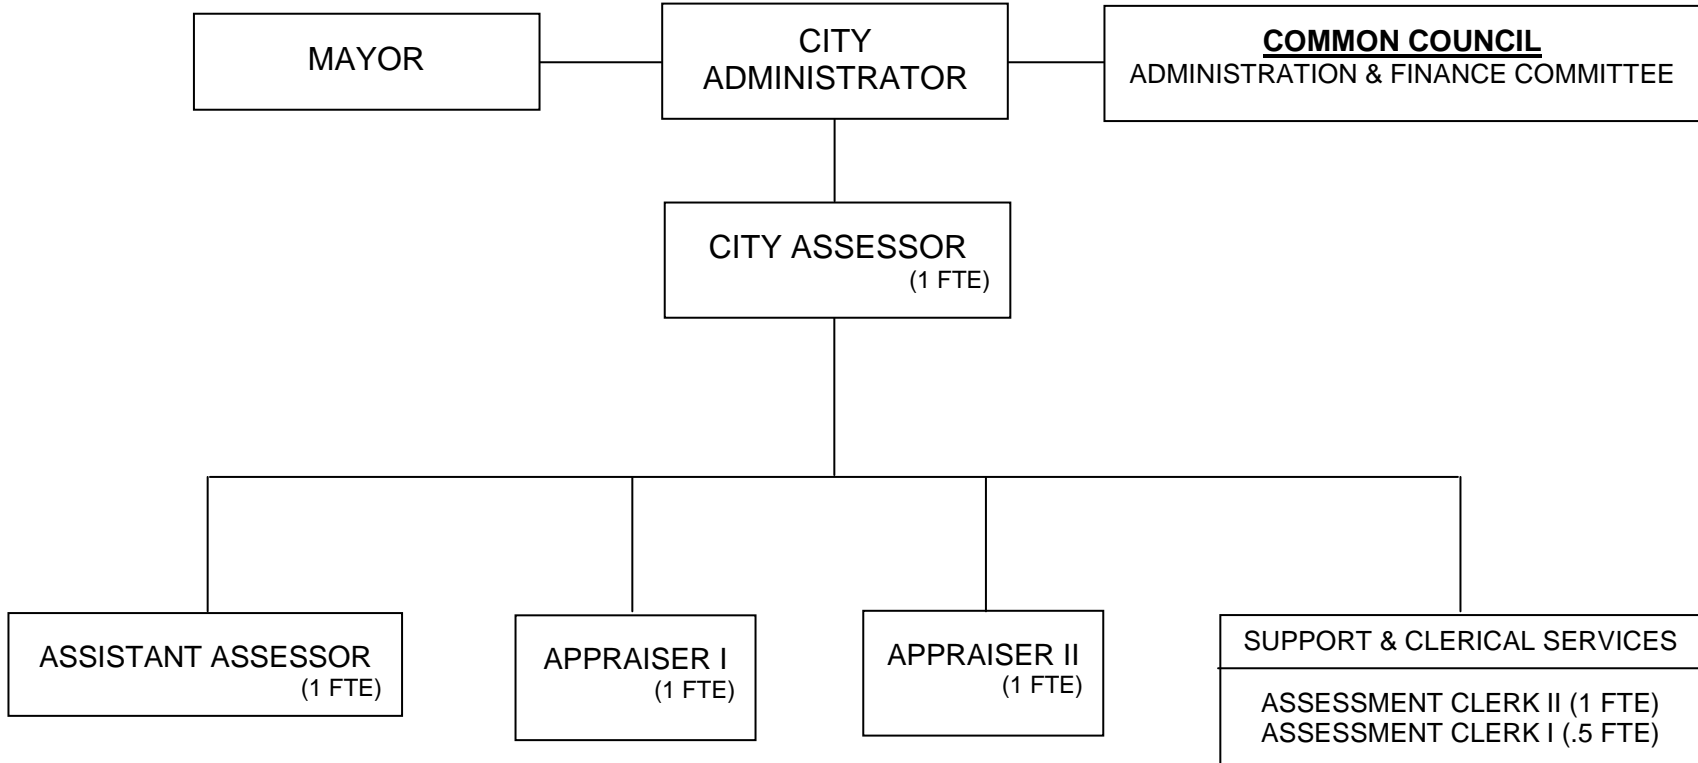 MAYOR
CITY
ADMINISTRATOR
COMMON COUNCIL
ADMINISTRATION & FINANCE COMMITTEE
CITY ASSESSOR
(1 FTE)
ASSISTANT ASSESSOR
(1 FTE)
APPRAISER I
(1 FTE)
APPRAISER II
(1 FTE)
SUPPORT & CLERICAL SERVICES
ASSESSMENT CLERK II (1 FTE)
ASSESSMENT CLERK I (.5 FTE)